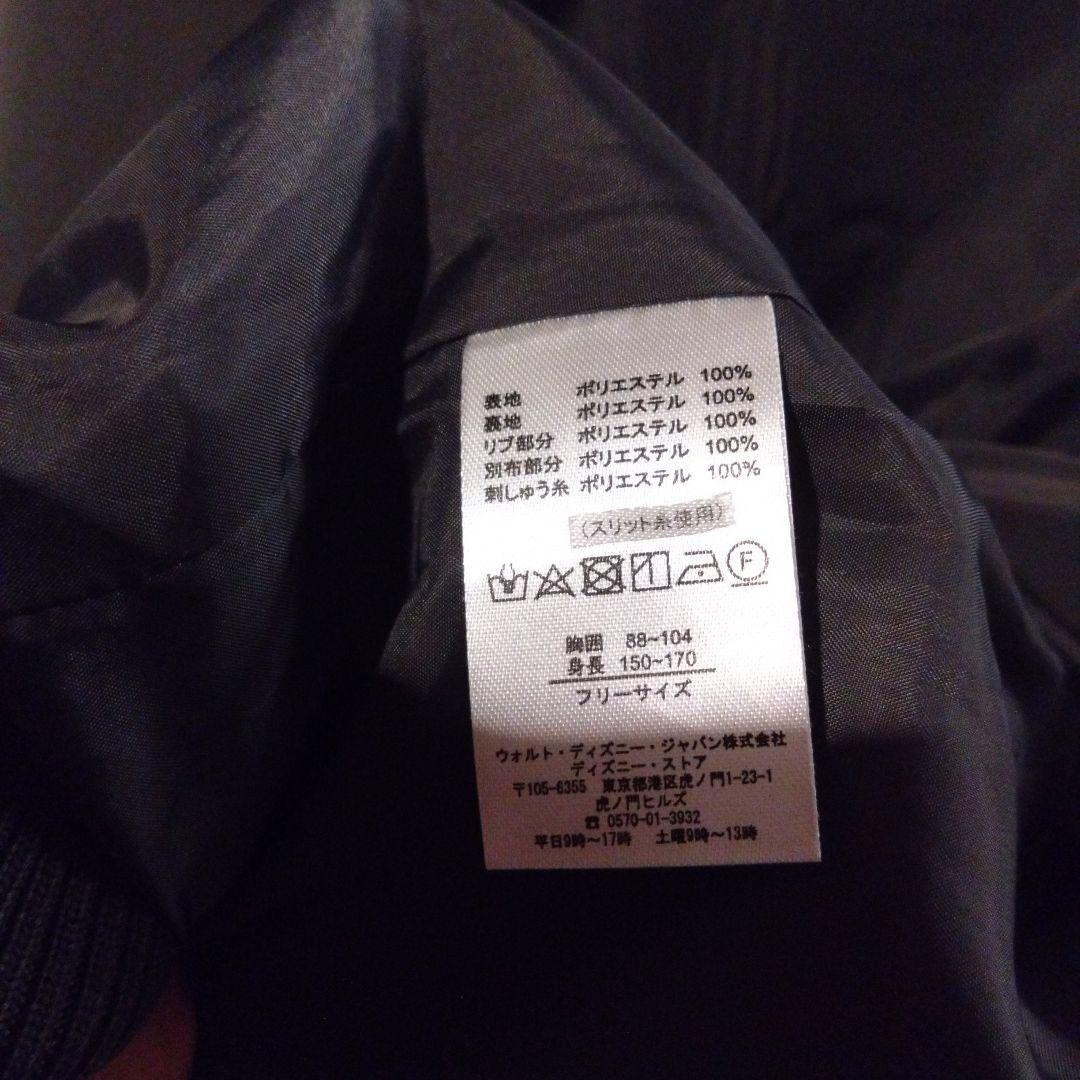 表地 ポリエステル 100%
裏地 ポリエステル 100%
リブ部分 ポリエステル 100%
別布部分 ポリエステル 100%
刺しゅう糸 ポリエステル 100%
(スリット糸使用)
F
胸囲 88~104
身長 150~170
フリーサイズ
ウォルト・ディズニー・ジャパン株式会社
ディズニー・ストア
〒105-6355 東京都港区虎ノ門1-23-1
虎ノ門ヒルズ
☎ 0570-01-3932
平日9時~17時 土曜9時~13時